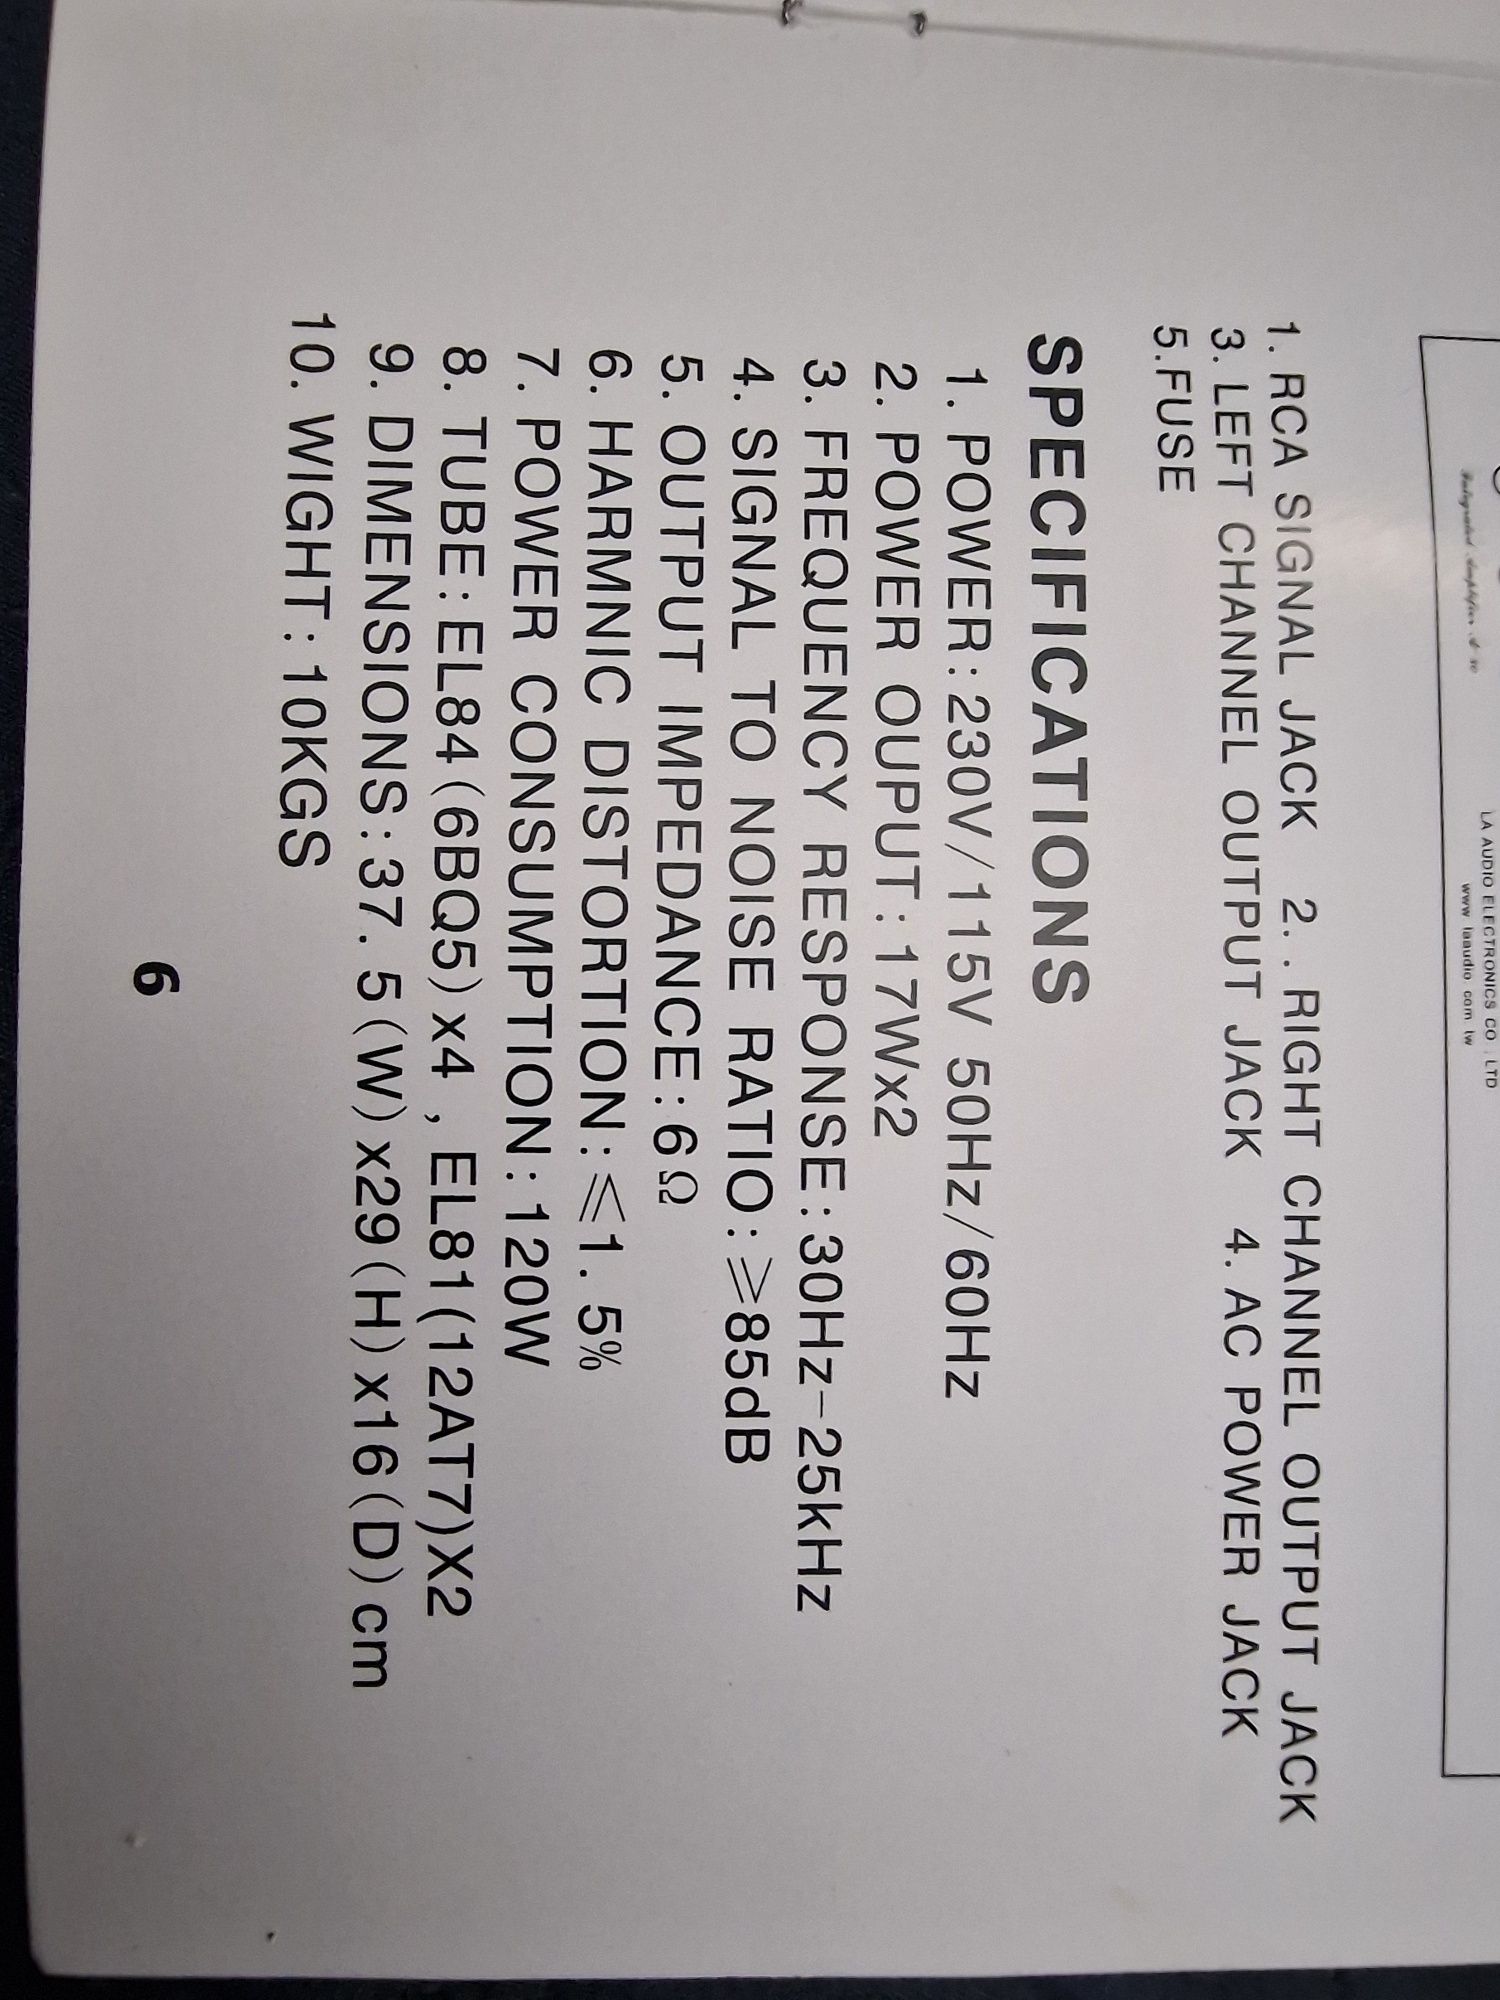 Integrated Amplifier A-
LA AUDIO ELECTRONICS CO., LTD
www laaudio com tw
1. RCA SIGNAL JACK 2. . RIGHT CHANNEL OUTPUT JACK
3. LEFT CHANNEL OUTPUT JACK 4. AC POWER JACK
5.FUSE
SPECIFICATIONS
1. POWER:230V/115V 50Hz/60Hz
2. POWER OUPUT:17Wx2
3. FREQUENCY RESPONSE:30Hz-25kHz
4. SIGNAL TO NOISE RATIO:⩾85dB
5. OUTPUT IMPEDANCE:6Ω
6. HARMNIC DISTORTION:⩽1.5%
7. POWER CONSUMPTION:120W
8. TUBE:EL84(6BQ5)x4, EL81(12AT7)X2
9. DIMENSIONS:37.5(W)x29(H)x16(D)cm
10. WIGHT:10KGS
6